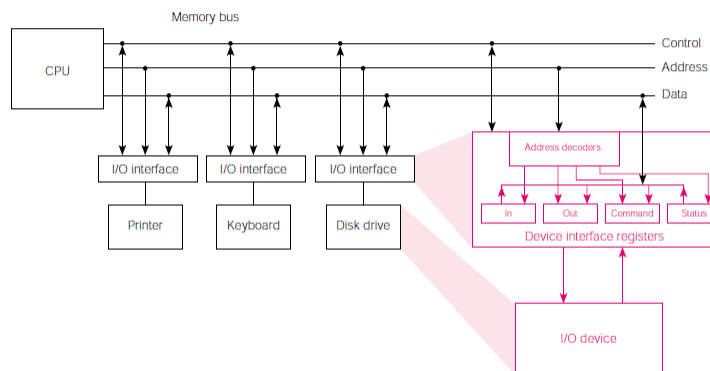 Memory bus
Control
CPU
Address
Data
Address decoders
I/O interface
I/O interface
I/O interface
In
Out
Command
Status
Printer
Keyboard
Disk drive
Device interface registers
I/O device